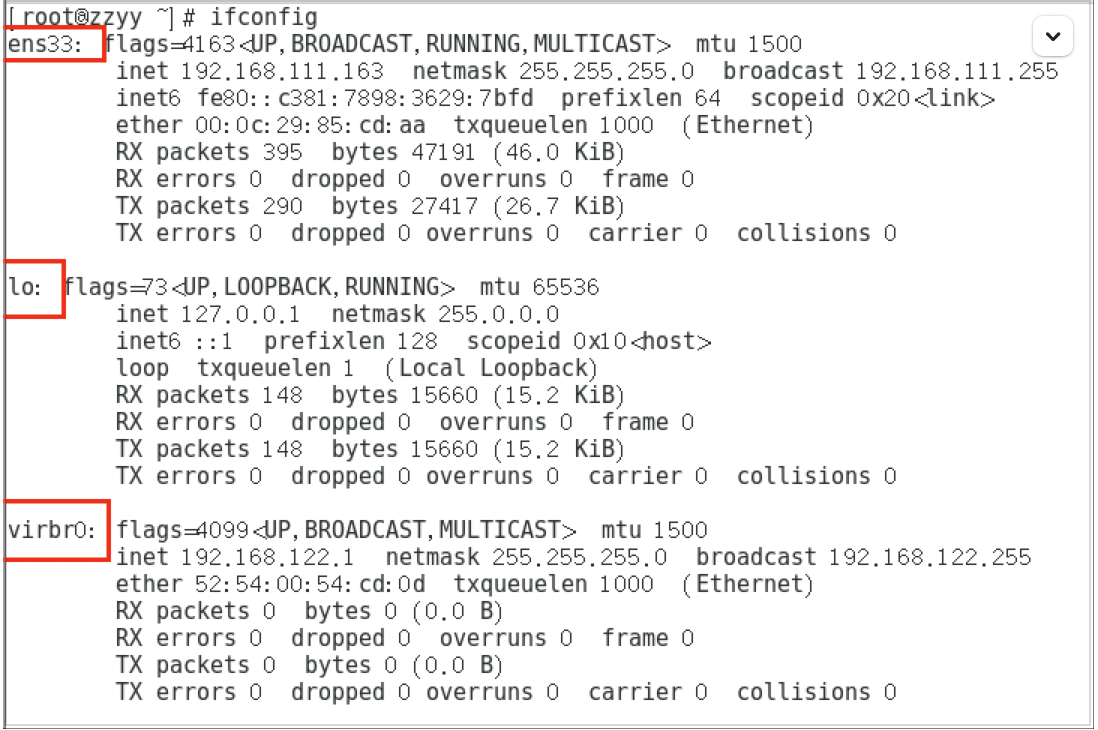 [root@zzyy ~]# ifconfig
ens33: flags=4163<UP,BROADCAST,RUNNING,MULTICAST>  mtu 1500
        inet 192.168.111.163  netmask 255.255.255.0  broadcast 192.168.111.255
        inet6 fe80::c381:7898:3629:7bfd  prefixlen 64  scopeid 0x20<link>
        ether 00:0c:29:85:cd:aa  txqueuelen 1000  (Ethernet)
        RX packets 395  bytes 47191 (46.0 KiB)
        RX errors 0  dropped 0  overruns 0  frame 0
        TX packets 290  bytes 27417 (26.7 KiB)
        TX errors 0  dropped 0 overruns 0  carrier 0  collisions 0
lo: flags=73<UP,LOOPBACK,RUNNING>  mtu 65536
        inet 127.0.0.1  netmask 255.0.0.0
        inet6 ::1  prefixlen 128  scopeid 0x10<host>
        loop  txqueuelen 1  (Local Loopback)
        RX packets 148  bytes 15660 (15.2 KiB)
        RX errors 0  dropped 0  overruns 0  frame 0
        TX packets 148  bytes 15660 (15.2 KiB)
        TX errors 0  dropped 0 overruns 0  carrier 0  collisions 0
virbr0: flags=4099<UP,BROADCAST,MULTICAST>  mtu 1500
        inet 192.168.122.1  netmask 255.255.255.0  broadcast 192.168.122.255
        ether 52:54:00:54:cd:0d  txqueuelen 1000  (Ethernet)
        RX packets 0  bytes 0 (0.0 B)
        RX errors 0  dropped 0  overruns 0  frame 0
        TX packets 0  bytes 0 (0.0 B)
        TX errors 0  dropped 0 overruns 0  carrier 0  collisions 0